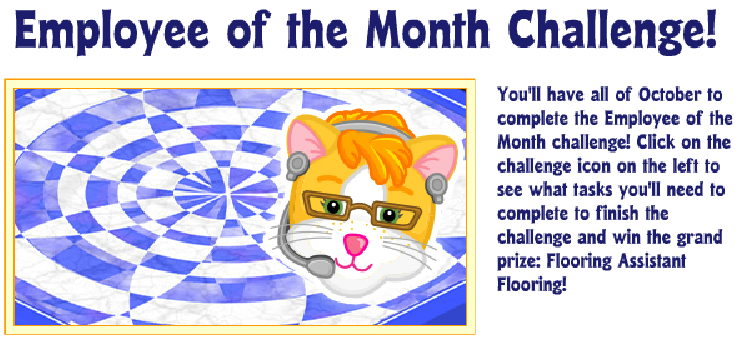 Employee of the Month Challenge!
You'll have all of October to
complete the Employee of the
Month challenge! Click on the
challenge icon on the left to
see what tasks you'll need to
complete to finish the
challenge and win the grand
prize: Flooring Assistant
Flooring!